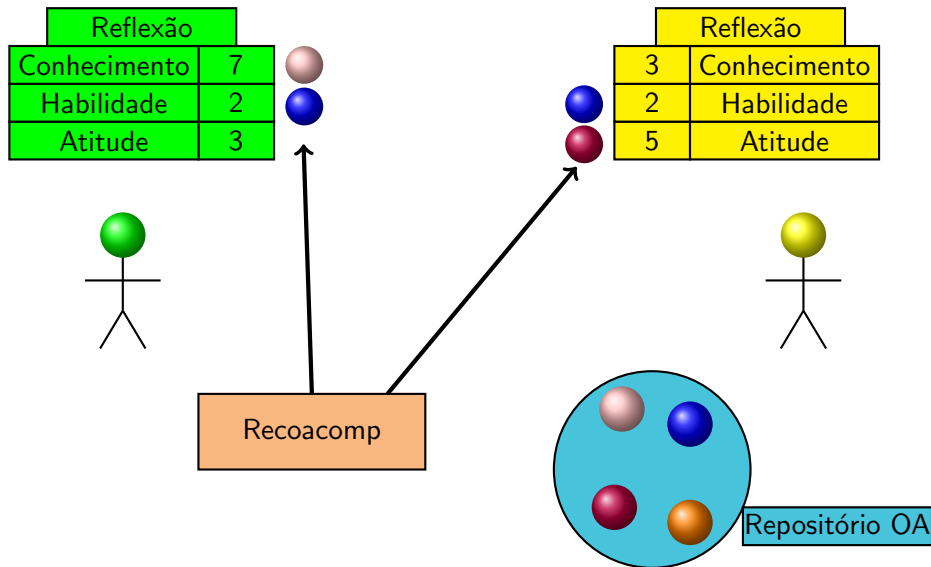 Reflexão
Conhecimento 7
Habilidade 2
Atitude 3
Reflexão
3 Conhecimento
2 Habilidade
5 Atitude
Recoacomp
Repositório OA